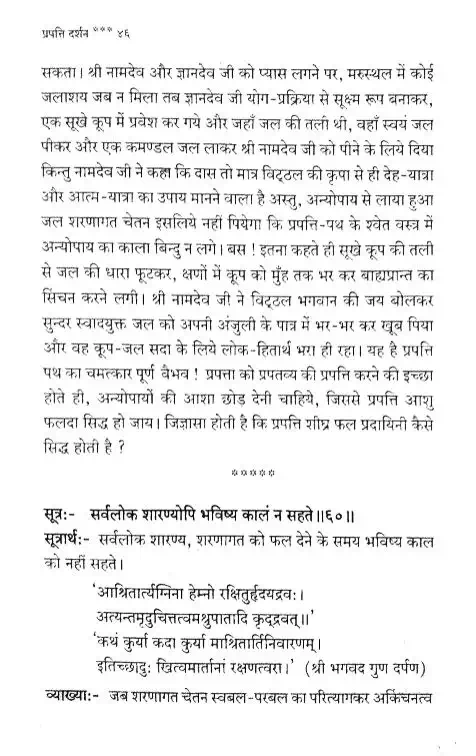 प्रपत्ति दर्शन *** ४६
सकता। श्री नामदेव और ज्ञानदेव जी को प्यास लगने पर, मरुस्थल में कोई
जलाशय जब न मिला तब ज्ञानदेव जी योग-प्रक्रिया से सूक्ष्म रूप बनाकर,
एक सूखे कूप में प्रवेश कर गये और जहाँ जल की तली थी, वहाँ स्वयं जल
पीकर और एक कमण्डल जल लाकर श्री नामदेव जी को पीने के लिये दिया
किन्तु नामदेव जी ने कहा कि दास तो मात्र विट्ठल की कृपा से ही देह-यात्रा
और आत्म-यात्रा का उपाय मानने वाला है अस्तु, अन्योपाय से लाया हुआ
जल शरणागत चेतन इसलिये नहीं पियेगा कि प्रपत्ति-पथ के श्वेत वस्त्र में
अन्योपाय का काला बिन्दु न लगे। बस ! इतना कहते ही सूखे कूप की तली
से जल की धारा फूटकर, क्षणों में कूप को मुँह तक भर कर बाह्यप्रान्त का
सिंचन करने लगी। श्री नामदेव जी ने विट्ठल भगवान की जय बोलकर
सुन्दर स्वादयुक्त जल को अपनी अंजुली के पात्र में भर-भर कर खूब पिया
और वह कूप-जल सदा के लिये लोक-हितार्थ भरा ही रहा। यह है प्रपत्ति
पथ का चमत्कार पूर्ण वैभव ! प्रपत्ता को प्रपतव्य की प्रपत्ति करने की इच्छा
होते ही, अन्योपायों की आशा छोड़ देनी चाहिये, जिससे प्रपत्ति आशु
फलदा सिद्ध हो जाय। जिज्ञासा होती है कि प्रपत्ति शीघ्र फल प्रदायिनी कैसे
सिद्ध होती है ?
*****
सूत्र:- सर्वलोक शारण्योपि भविष्य कालं न सहते॥६०॥
सूत्रार्थ:- सर्वलोक शारण्य, शरणागत को फल देने के समय भविष्य काल
को नहीं सहते।
'आश्रितार्त्यग्निना हेम्नो रक्षितुर्हृदयद्रवः।
अत्यन्तमृदुचित्तत्वमश्रुपातादि कृद्द्रवत्॥'
'कथं कुर्या कदा कुर्या माश्रितार्तिनिवारणम्।
इतिच्छादुः खित्वमार्तानां रक्षणत्वरा।' (श्री भगवद गुण दर्पण)
व्याख्या:- जब शरणागत चेतन स्वबल-परबल का परित्यागकर अकिंचनत्व